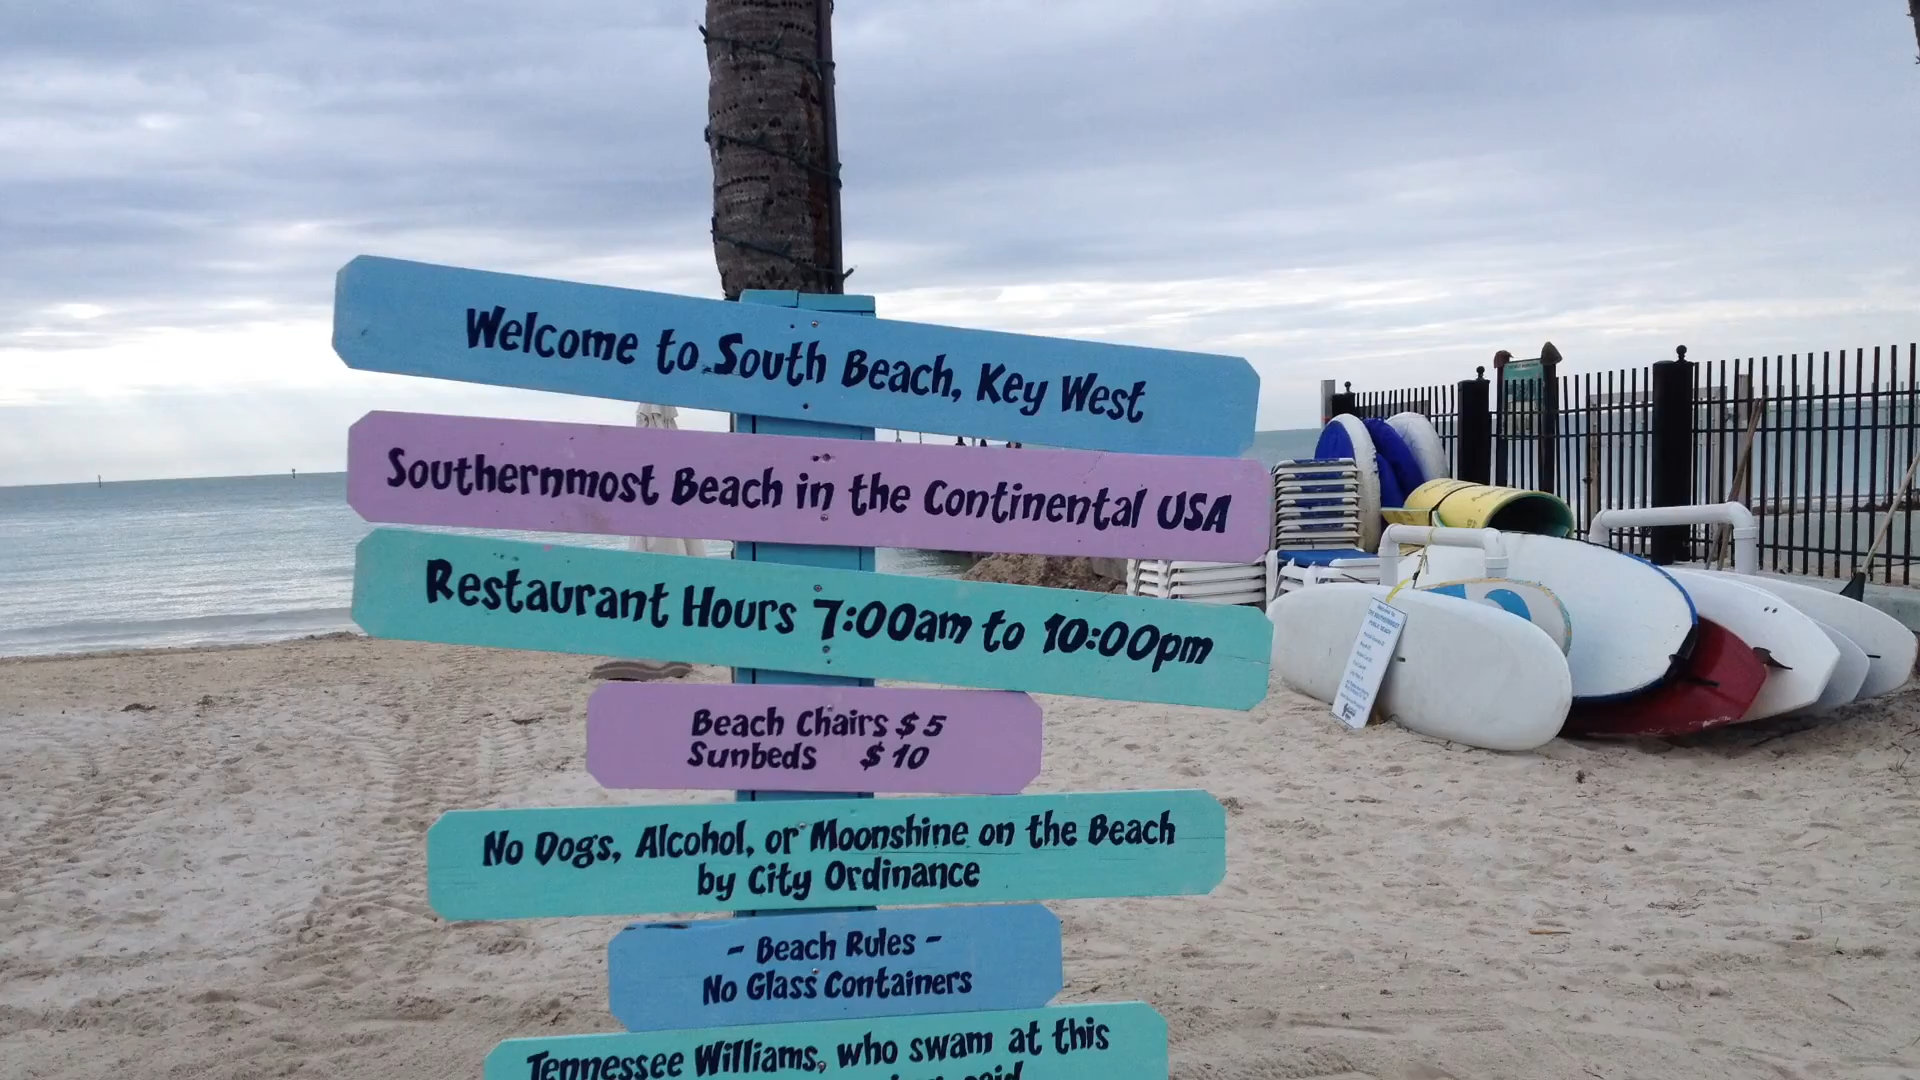 Welcome to South Beach, Key West
Southernmost Beach in the Continental USA
Restaurant Hours 7:00am to 10:00pm
Beach Chairs $5
Sunbeds $10
No Dogs, Alcohol, or Moonshine on the Beach
by City Ordinance
- Beach Rules -
No Glass Containers
Tennessee Williams, who swam at this
said